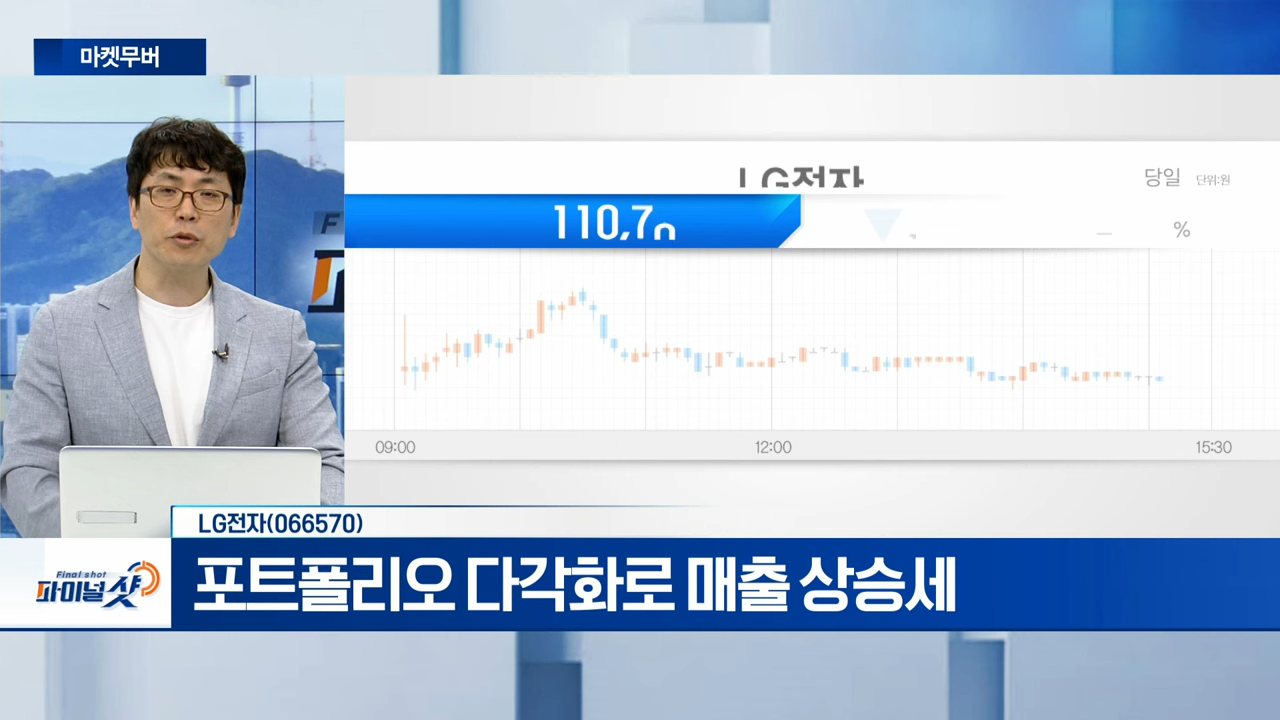 마켓무버
LG전자
당일 단위:원
110,7
%
09:00 12:00 15:30
LG전자(066570)
Final shot
파이널샷
포트폴리오 다각화로 매출 상승세